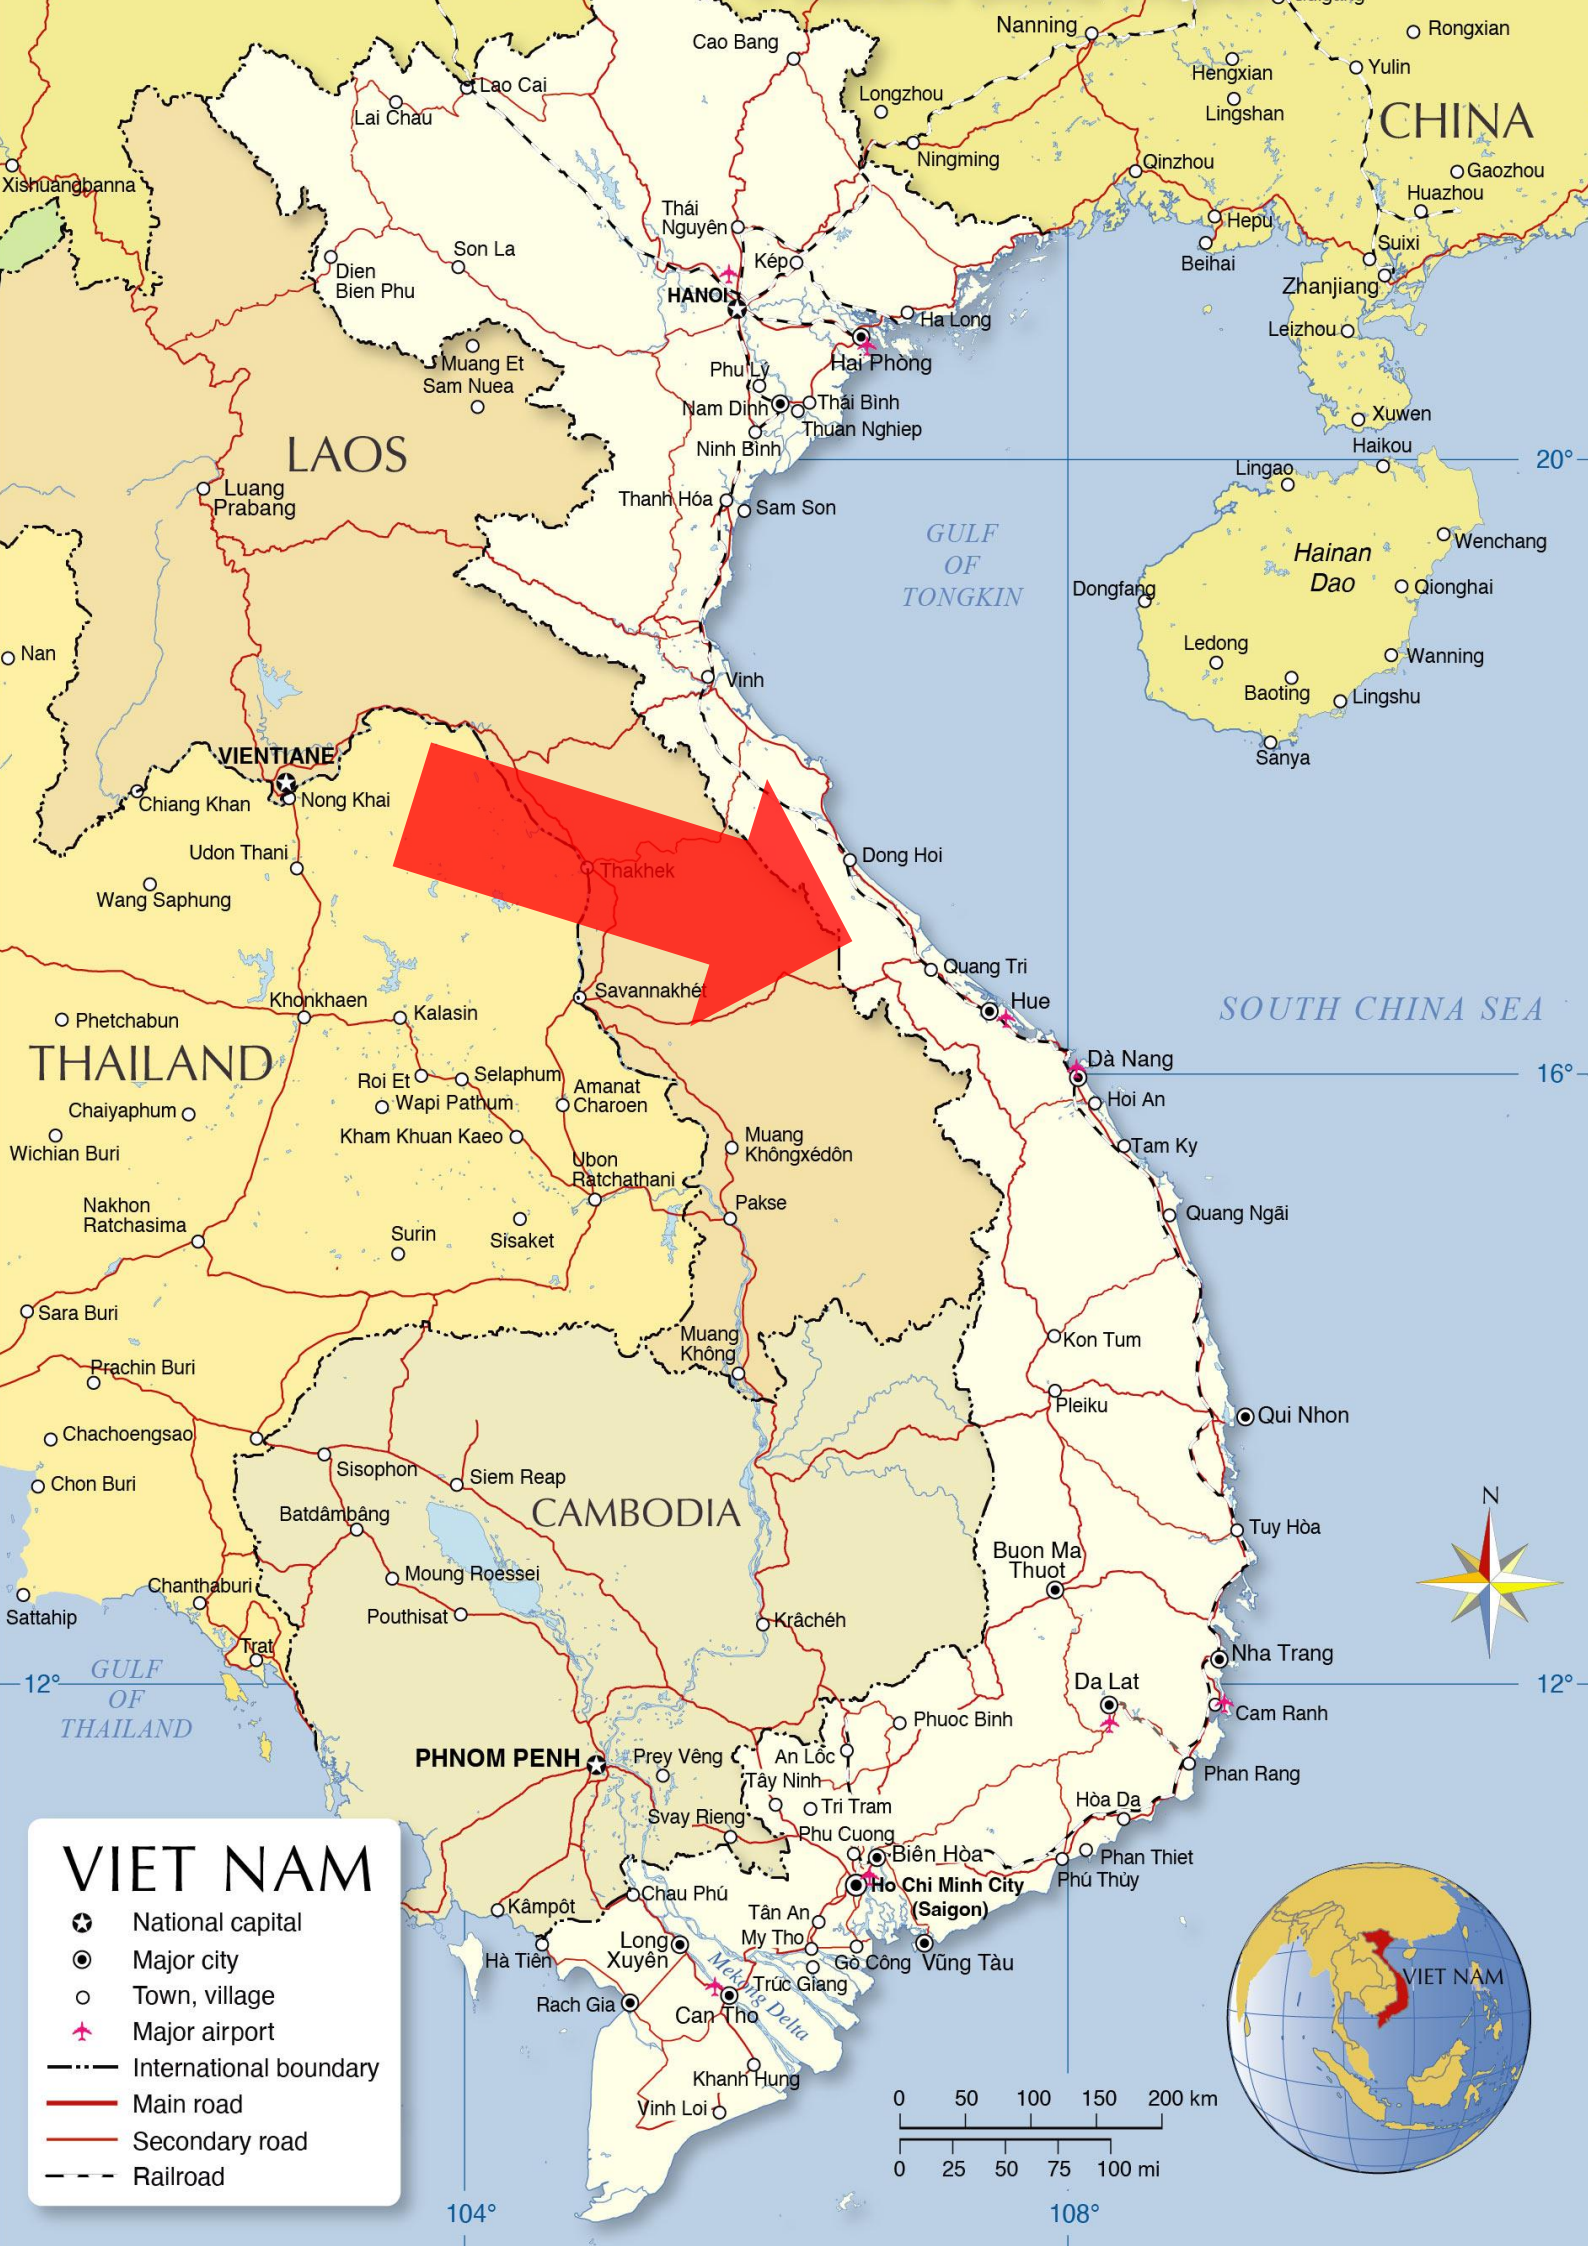 Nanning
Rongxian
Cao Bang
Hengxian
Yulin
Lao Cai
Longzhou
Lingshan
CHINA
Lai Chau
Ningming
Qinzhou
Gaozhou
Xishuangbanna
Huazhou
Thái
Nguyên
Hepu
Son La
Kép
Beihai
Suixi
Dien
Bien Phu
HANOI
Zhanjiang
Ha Long
Leizhou
Muang Et
Hai Phòng
Sam Nuea
Phu Lý
Nam Dinh
Thái Bình
Xuwen
Thuan Nghiep
LAOS
Ninh Bình
Haikou
20°
Lingao
Luang
Prabang
Thanh Hóa
Sam Son
GULF
OF
TONGKIN
Wenchang
Hainan
Dao
Dongfang
Qionghai
Nan
Ledong
Wanning
Vinh
Baoting
Lingshu
VIENTIANE
Sanya
Chiang Khan
Nong Khai
Udon Thani
Dong Hoi
Thakhek
Wang Saphung
Quang Tri
Khonkhaen
Savannakhét
Hue
SOUTH CHINA SEA
Phetchabun
Kalasin
THAILAND
Dà Nang
16°
Roi Et
Selaphum
Amanat
Charoen
Wapi Pathum
Hoi An
Chaiyaphum
Kham Khuan Kaeo
Muang
Khôngxédôn
Tam Ky
Wichian Buri
Ubon
Ratchathani
Nakhon
Ratchasima
Pakse
Quang Ngãi
Surin
Sisaket
Sara Buri
Muang
Không
Kon Tum
Prachin Buri
Pleiku
Qui Nhon
Chachoengsao
Sisophon
Siem Reap
Chon Buri
CAMBODIA
N
Batdâmbâng
Tuy Hòa
Buon Ma
Thuot
Moung Roessei
Chanthaburi
Sattahip
Pouthisat
Krâchéh
Trat
Nha Trang
12°
GULF
OF
THAILAND
Da Lat
12°
Cam Ranh
Phuoc Binh
PHNOM PENH
Prey Vêng
An Lôc
Tây Ninh
Phan Rang
Tri Tram
Hòa Da
Svay Rieng
Phu Cuong
Biên Hòa
Phan Thiet
Phú Thùy
Ho Chi Minh City
(Saigon)
Kâmpôt
Chau Phú
Tân An
My Tho
Hà Tiên
Long
Xuyên
Gò Công
Vũng Tàu
Mekong Delta
Trúc Giang
Rach Gia
Can Tho
Khanh Hung
Vinh Loi
VIET NAM
National capital
Major city
Town, village
Major airport
International boundary
Main road
Secondary road
Railroad
VIET NAM
0 50 100 150 200 km
0 25 50 75 100 mi
104°
108°